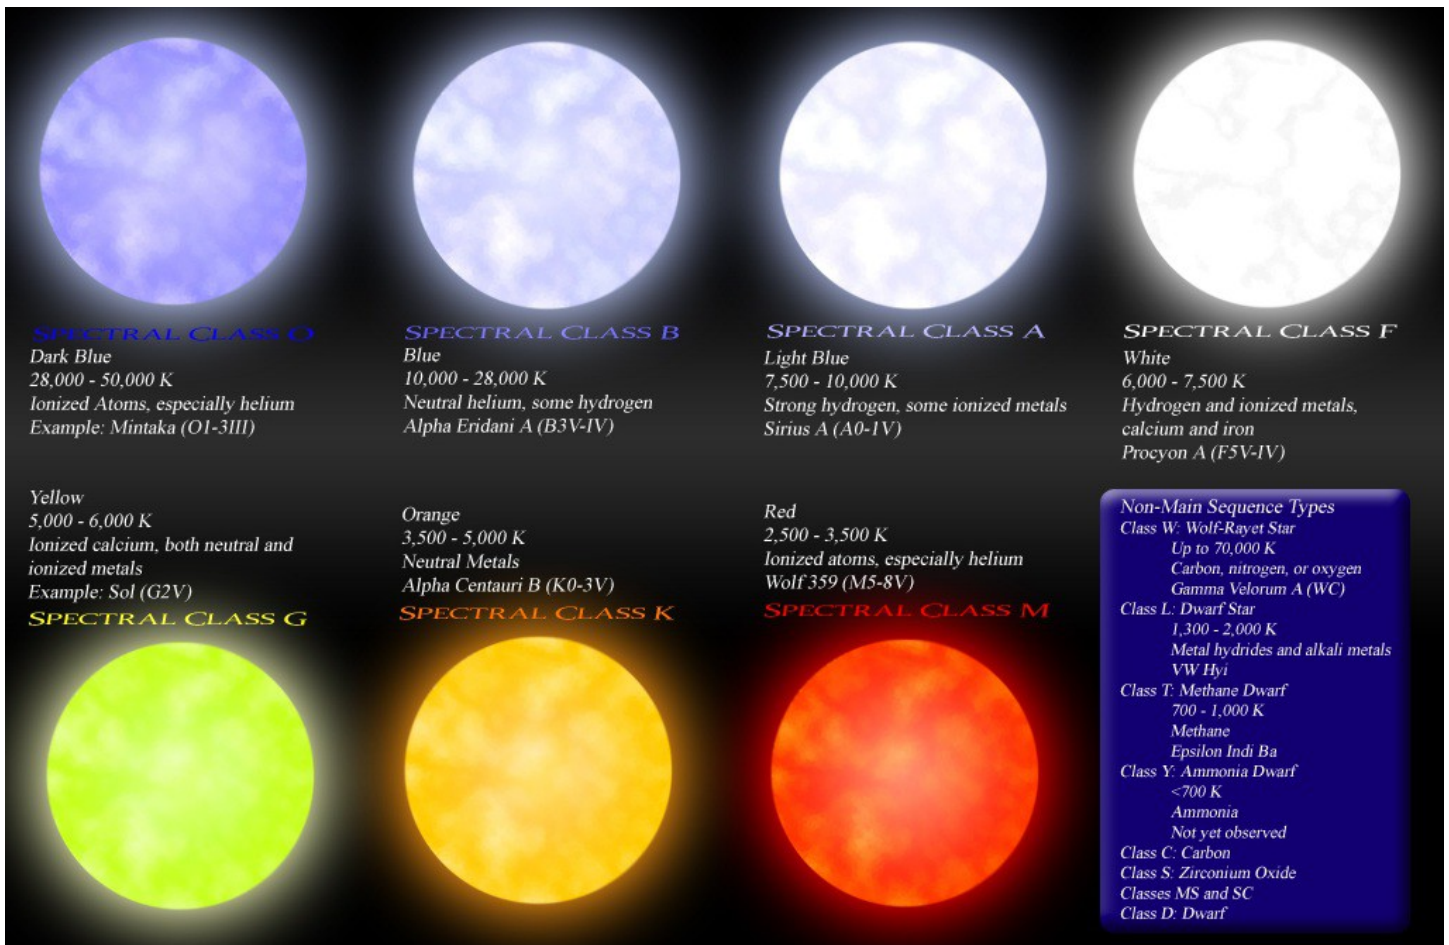 SPECTRAL CLASS O
Dark Blue
28,000 - 50,000 K
Ionized Atoms, especially helium
Example: Mintaka (O1-3III)
SPECTRAL CLASS B
Blue
10,000 - 28,000 K
Neutral helium, some hydrogen
Alpha Eridani A (B3V-IV)
SPECTRAL CLASS A
Light Blue
7,500 - 10,000 K
Strong hydrogen, some ionized metals
Sirius A (A0-1V)
SPECTRAL CLASS F
White
6,000 - 7,500 K
Hydrogen and ionized metals,
calcium and iron
Procyon A (F5V-IV)
Yellow
5,000 - 6,000 K
Ionized calcium, both neutral and
ionized metals
Example: Sol (G2V)
SPECTRAL CLASS G
Orange
3,500 - 5,000 K
Neutral Metals
Alpha Centauri B (K0-3V)
SPECTRAL CLASS K
Red
2,500 - 3,500 K
Ionized atoms, especially helium
Wolf 359 (M5-8V)
SPECTRAL CLASS M
Non-Main Sequence Types
Class W: Wolf-Rayet Star
Up to 70,000 K
Carbon, nitrogen, or oxygen
Gamma Velorum A (WC)
Class L: Dwarf Star
1,300 - 2,000 K
Metal hydrides and alkali metals
VW Hyi
Class T: Methane Dwarf
700 - 1,000 K
Methane
Epsilon Indi Ba
Class Y: Ammonia Dwarf
<700 K
Ammonia
Not yet observed
Class C: Carbon
Class S: Zirconium Oxide
Classes MS and SC
Class D: Dwarf